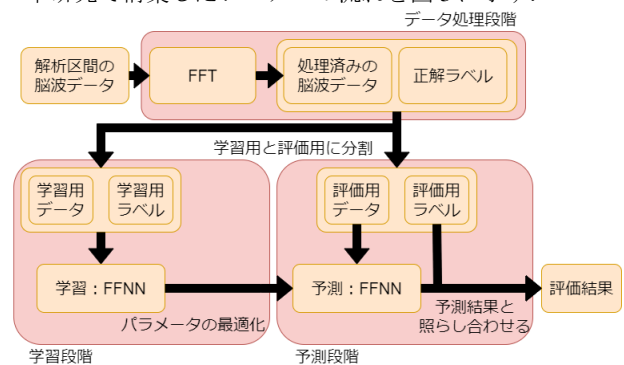 データ処理段階
解析区間の
脳波データ
FFT
処理済みの
脳波データ
正解ラベル
学習用と評価用に分割
学習用
データ
学習用
ラベル
評価用
データ
評価用
ラベル
学習：FFNN
予測：FFNN
評価結果
パラメータの最適化
予測結果と
照らし合わせる
学習段階
予測段階